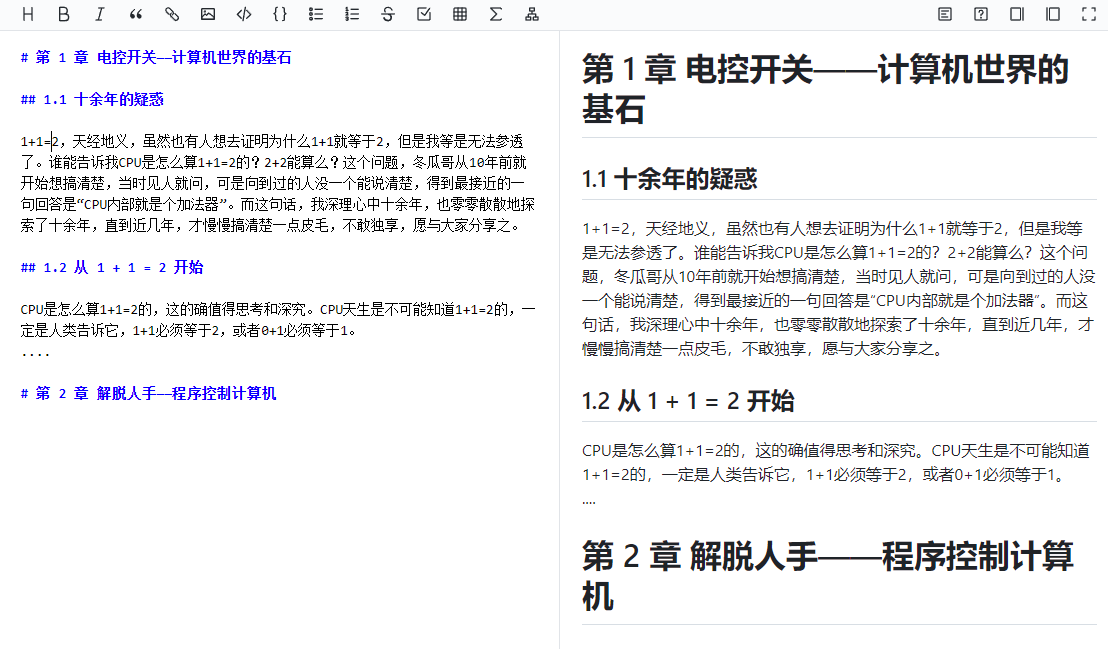 # 第 1 章 电控开关——计算机世界的基石
## 1.1 十余年的疑惑
1+1=2，天经地义，虽然也有人想去证明为什么1+1就等于2，但是我等是无法参透
了。谁能告诉我CPU是怎么算1+1=2的？2+2能算么？这个问题，冬瓜哥从10年前就
开始想搞清楚，当时见人就问，可是向到过的人没一个能说清楚，得到最接近的一
句回答是“CPU内部就是个加法器”。而这句话，我深理心中十余年，也零零散散地探
索了十余年，直到近几年，才慢慢搞清楚一点皮毛，不敢独享，愿与大家分享之。
## 1.2 从 1 + 1 = 2 开始
CPU是怎么算1+1=2的，这的确值得思考和深究。CPU天生是不可能知道1+1=2的，一
定是人类告诉它，1+1必须等于2，或者0+1必须等于1。
....
# 第 2 章 解脱人手——程序控制计算机
第 1 章 电控开关——计算机世界的
基石
1.1 十余年的疑惑
1+1=2，天经地义，虽然也有人想去证明为什么1+1就等于2，但是我等
是无法参透了。谁能告诉我CPU是怎么算1+1=2的？2+2能算么？这个问
题，冬瓜哥从10年前就开始想搞清楚，当时见人就问，可是向到过的人没
一个能说清楚，得到最接近的一句回答是“CPU内部就是个加法器”。而这
句话，我深理心中十余年，也零零散散地探索了十余年，直到近几年，才
慢慢搞清楚一点皮毛，不敢独享，愿与大家分享之。
1.2 从 1 + 1 = 2 开始
CPU是怎么算1+1=2的，这的确值得思考和深究。CPU天生是不可能知道
1+1=2的，一定是人类告诉它，1+1必须等于2，或者0+1必须等于1。
....
第 2 章 解脱人手——程序控制计算
机